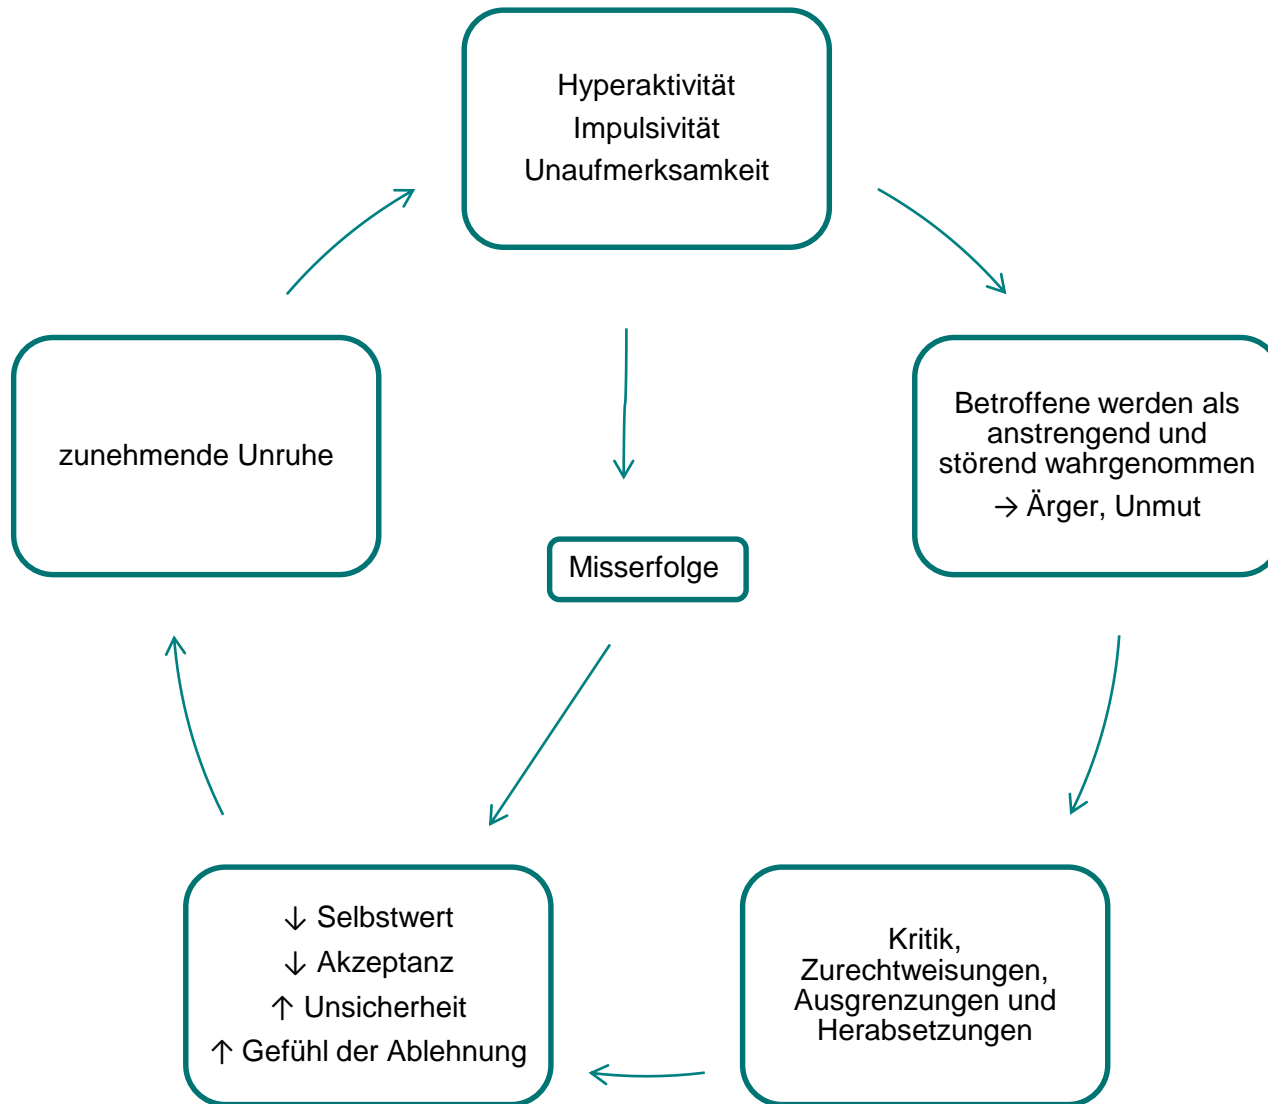 Hyperaktivität
Impulsivität
Unaufmerksamkeit
Betroffene werden als
anstrengend und
störend wahrgenommen
→ Ärger, Unmut
zunehmende Unruhe
Misserfolge
↓ Selbstwert
↓ Akzeptanz
↑ Unsicherheit
↑ Gefühl der Ablehnung
Kritik,
Zurechtweisungen,
Ausgrenzungen und
Herabsetzungen